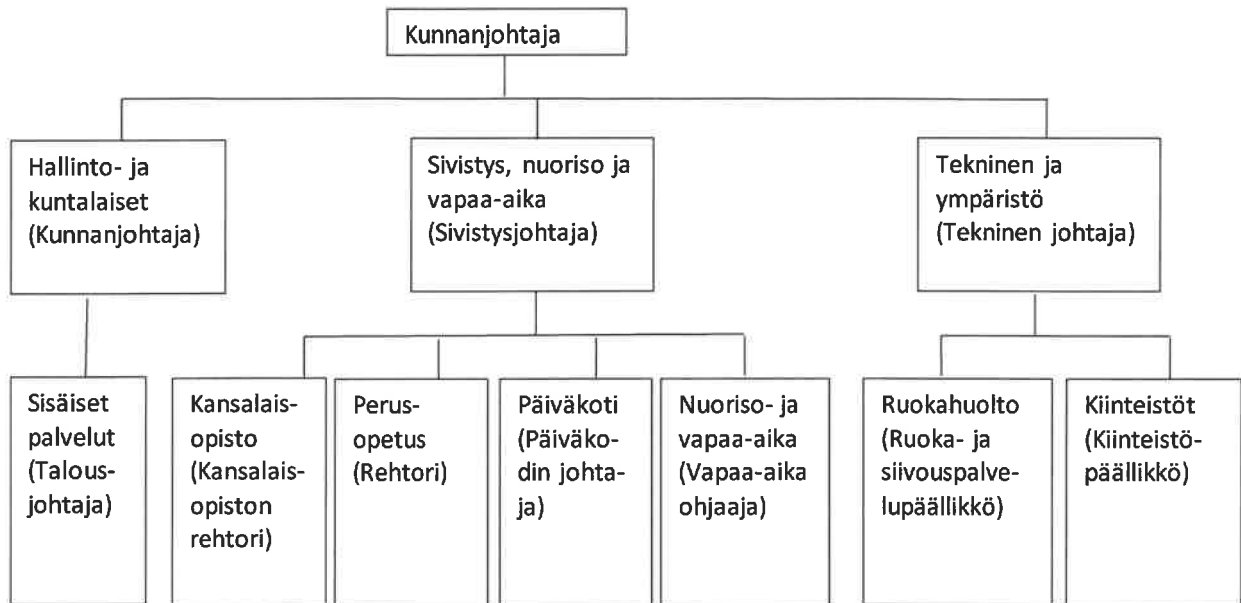 Kunnanjohtaja
Hallinto- ja
kuntalaiset
(Kunnanjohtaja)
Sivistys, nuoriso ja
vapaa-aika
(Sivistysjohtaja)
Tekninen ja
ympäristö
(Tekninen johtaja)
Sisäiset
palvelut
(Talous-
johtaja)
Kansalais-
opisto
(Kansalais-
opiston
rehtori)
Perus-
opetus
(Rehtori)
Päiväkoti
(Päiväko-
din johta-
ja)
Nuoriso- ja
vapaa-aika
(Vapaa-aika
ohjaaja)
Ruokahuolto
(Ruoka- ja
siivouspalve-
lupäällikkö)
Kiinteistöt
(Kiinteistö-
päällikkö)